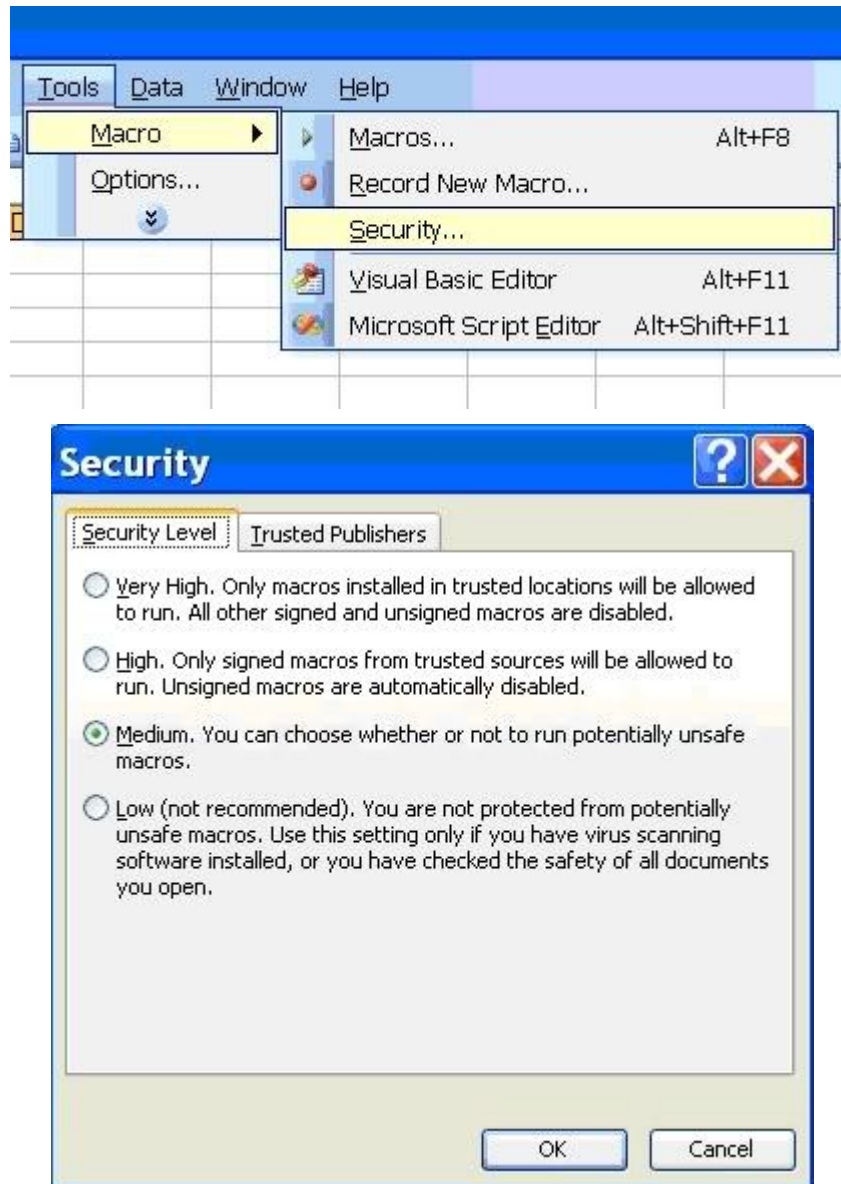 Tools Data Window Help
Macro
Macros... Alt+F8
Options...
Record New Macro...
Security...
Visual Basic Editor Alt+F11
Microsoft Script Editor Alt+Shift+F11
Security
Security Level Trusted Publishers
Very High. Only macros installed in trusted locations will be allowed
to run. All other signed and unsigned macros are disabled.
High. Only signed macros from trusted sources will be allowed to
run. Unsigned macros are automatically disabled.
Medium. You can choose whether or not to run potentially unsafe
macros.
Low (not recommended). You are not protected from potentially
unsafe macros. Use this setting only if you have virus scanning
software installed, or you have checked the safety of all documents
you open.
OK Cancel